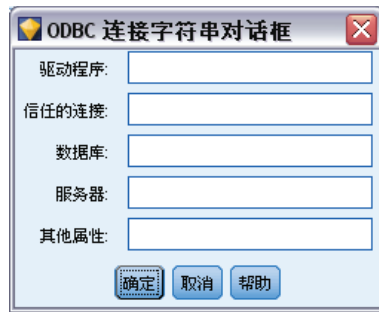 ODBC 连接字符串对话框
驱动程序:
信任的连接:
数据库:
服务器:
其他属性:
确定 取消 帮助